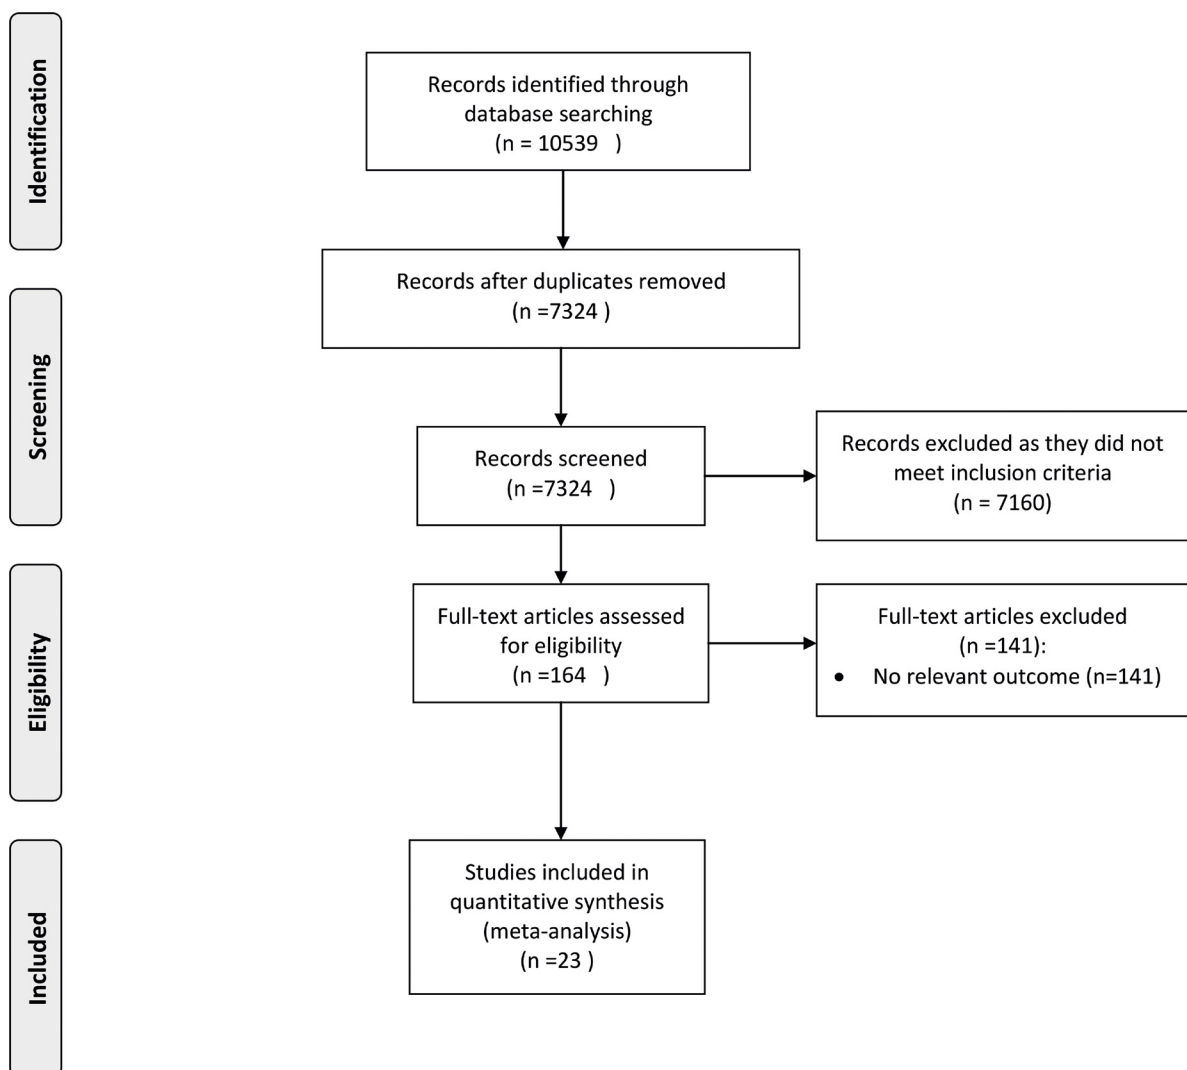 Identification
Records identified through
database searching
(n = 10539   )
Records after duplicates removed
(n =7324 )
Screening
Records screened
(n =7324   )
Records excluded as they did not
meet inclusion criteria
(n = 7160)
Eligibility
Full-text articles assessed
for eligibility
(n =164   )
Full-text articles excluded
(n =141):
• No relevant outcome (n=141)
Included
Studies included in
quantitative synthesis
(meta-analysis)
(n =23 )